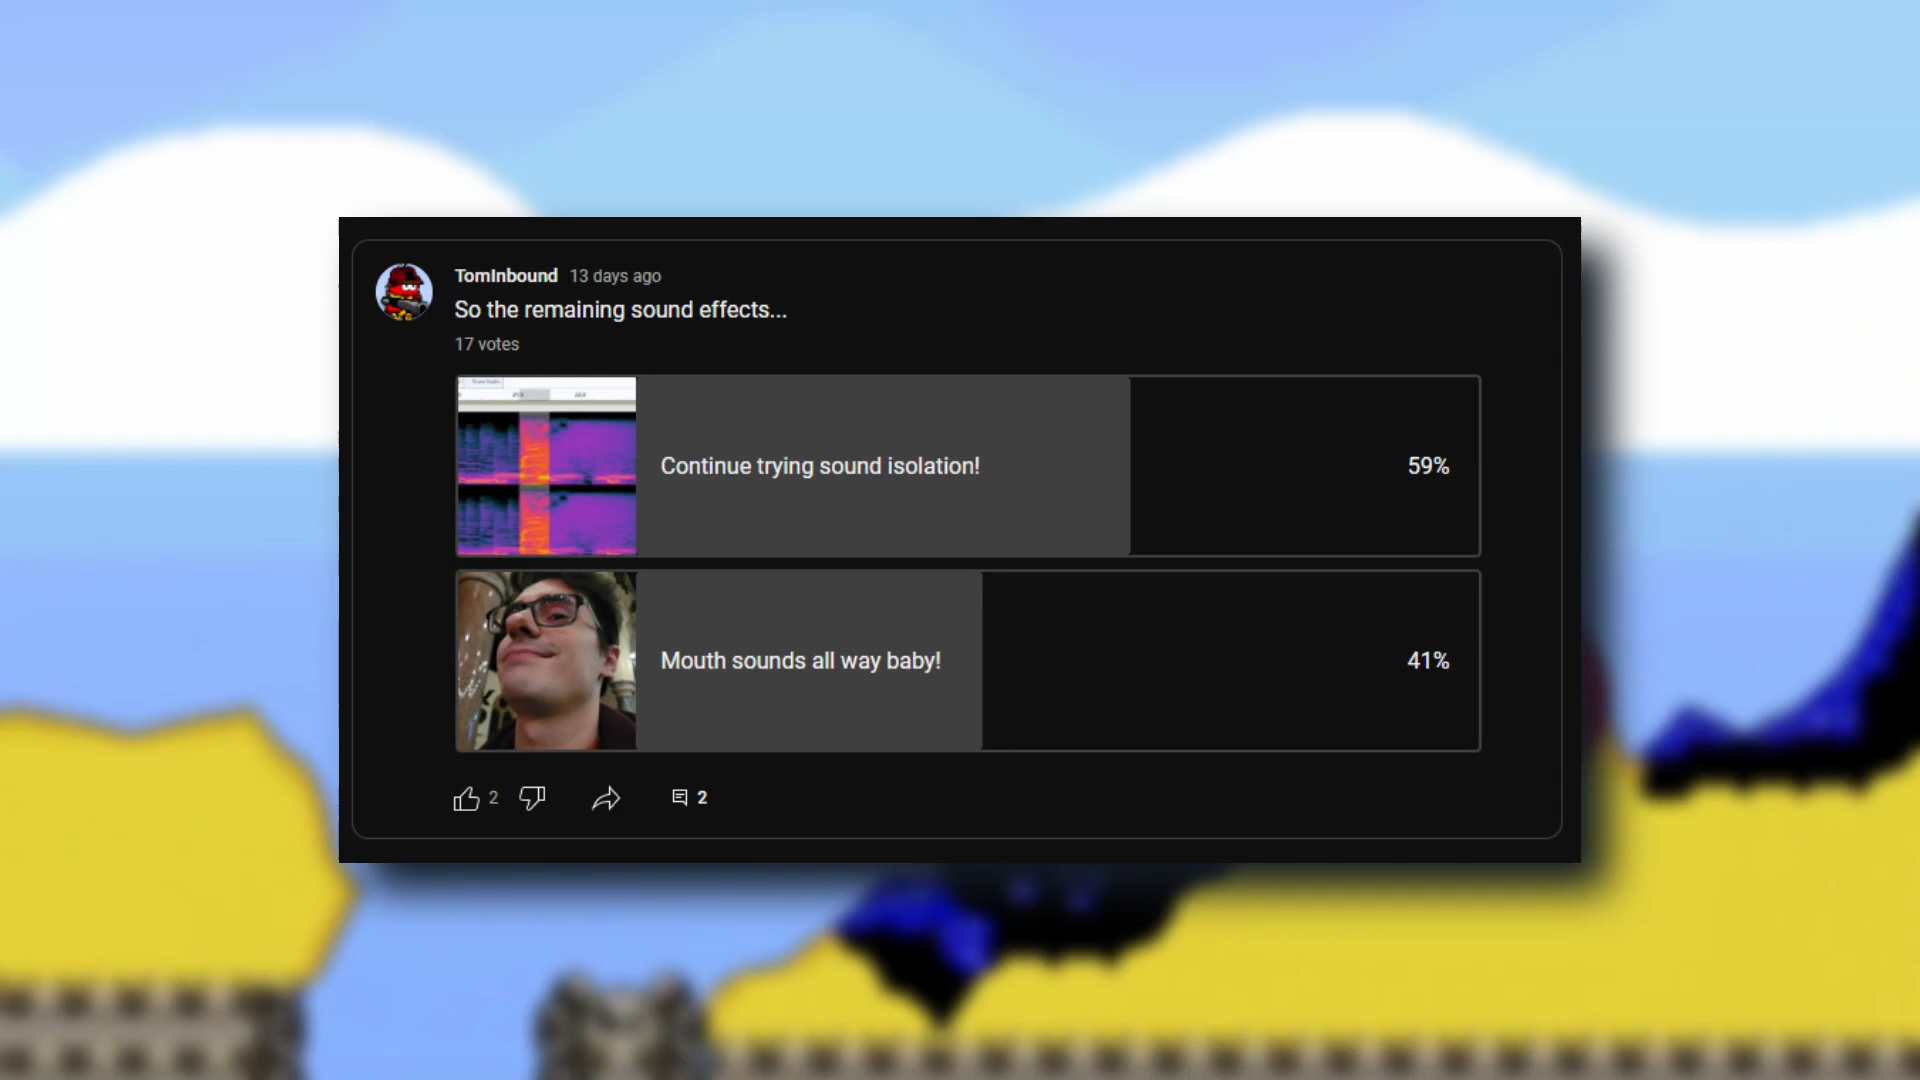 TomInbound 13 days ago
So the remaining sound effects...
17 votes
Continue trying sound isolation!
59%
Mouth sounds all way baby!
41%
2
2